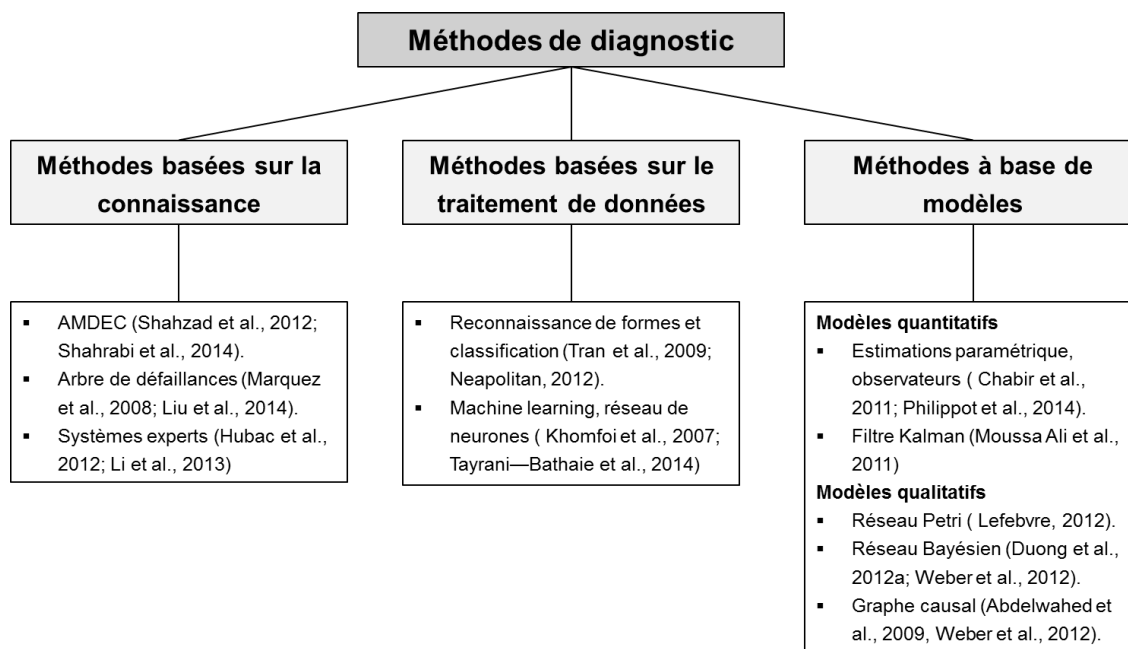 Méthodes de diagnostic
Méthodes basées sur la
connaissance
▪ AMDEC (Shahzad et al., 2012;
Shahrabi et al., 2014).
▪ Arbre de défaillances (Marquez
et al., 2008; Liu et al., 2014).
▪ Systèmes experts (Hubac et al.,
2012; Li et al., 2013)
Méthodes basées sur le
traitement de données
▪ Reconnaissance de formes et
classification (Tran et al., 2009;
Neapolitan, 2012).
▪ Machine learning, réseau de
neurones ( Khomfoi et al., 2007;
Tayrani—Bathaie et al., 2014)
Méthodes à base de
modèles
Modèles quantitatifs
▪ Estimations paramétrique,
observateurs ( Chabir et al.,
2011; Philippot et al., 2014).
▪ Filtre Kalman (Moussa Ali et al.,
2011)
Modèles qualitatifs
▪ Réseau Petri ( Lefebvre, 2012).
▪ Réseau Bayésien (Duong et al.,
2012a; Weber et al., 2012).
▪ Graphe causal (Abdelwahed et
al., 2009, Weber et al., 2012).